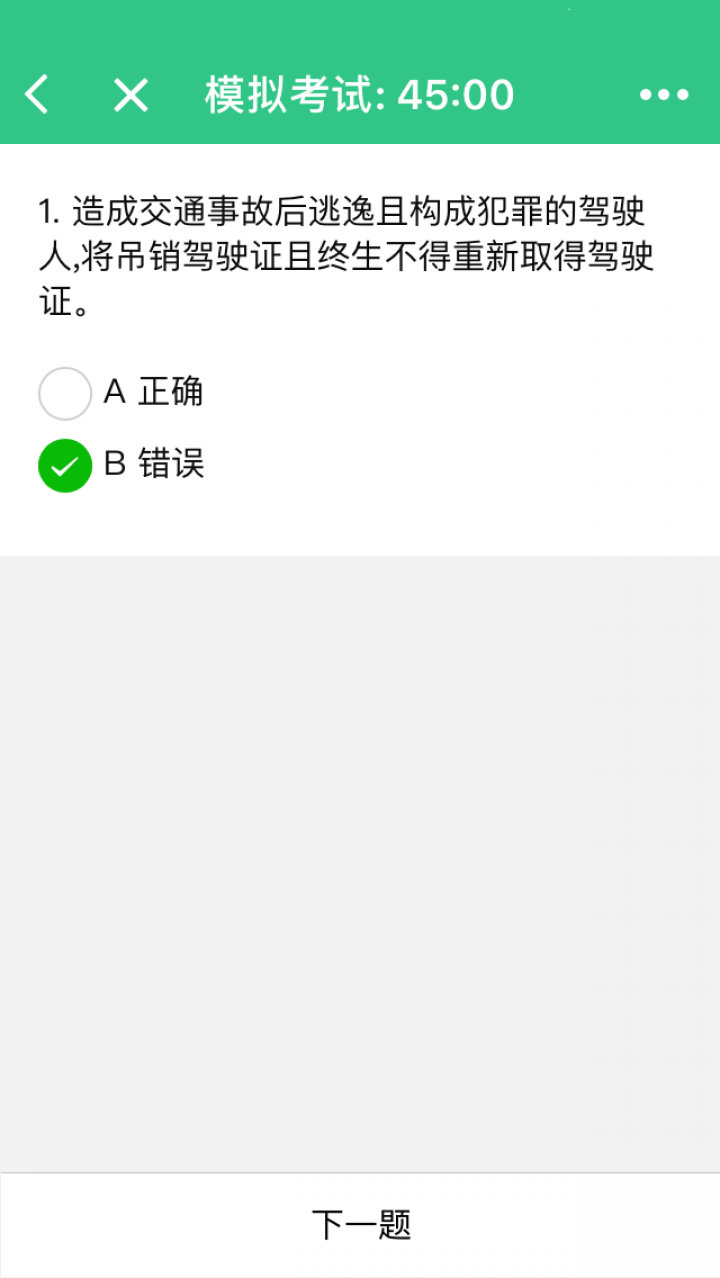 模拟考试: 45:00
1. 造成交通事故后逃逸且构成犯罪的驾驶
人,将吊销驾驶证且终生不得重新取得驾驶
证。
A 正确
B 错误
下一题